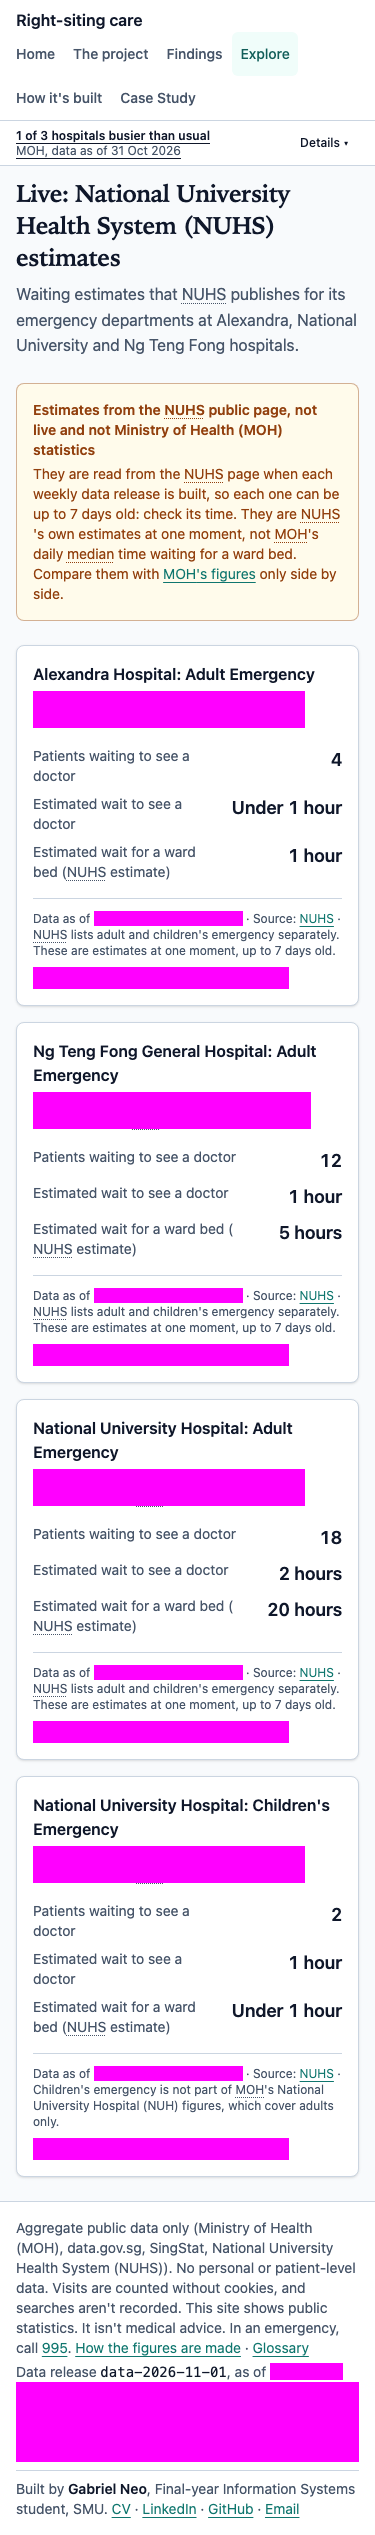 Right-siting care
Home The project Findings Explore
How it's built Case Study
1 of 3 hospitals busier than usual
MOH, data as of 31 Oct 2026
Details ▾
Live: National University
Health System (NUHS)
estimates
Waiting estimates that NUHS publishes for its
emergency departments at Alexandra, National
University and Ng Teng Fong hospitals.
Estimates from the NUHS public page, not
live and not Ministry of Health (MOH)
statistics
They are read from the NUHS page when each
weekly data release is built, so each one can be
up to 7 days old: check its time. They are NUHS
's own estimates at one moment, not MOH's
daily median time waiting for a ward bed.
Compare them with MOH's figures only side by
side.
Alexandra Hospital: Adult Emergency
Patients waiting to see a
doctor
4
Estimated wait to see a
doctor
Under 1 hour
Estimated wait for a ward
bed (NUHS estimate)
1 hour
Data as of · Source: NUHS ·
NUHS lists adult and children's emergency separately.
These are estimates at one moment, up to 7 days old.
Ng Teng Fong General Hospital: Adult
Emergency
Patients waiting to see a doctor 12
Estimated wait to see a doctor 1 hour
Estimated wait for a ward bed (
NUHS estimate)
5 hours
Data as of · Source: NUHS ·
NUHS lists adult and children's emergency separately.
These are estimates at one moment, up to 7 days old.
National University Hospital: Adult
Emergency
Patients waiting to see a doctor 18
Estimated wait to see a doctor 2 hours
Estimated wait for a ward bed (
NUHS estimate)
20 hours
Data as of · Source: NUHS ·
NUHS lists adult and children's emergency separately.
These are estimates at one moment, up to 7 days old.
National University Hospital: Children's
Emergency
Patients waiting to see a
doctor
2
Estimated wait to see a
doctor
1 hour
Estimated wait for a ward
bed (NUHS estimate)
Under 1 hour
Data as of · Source: NUHS ·
Children's emergency is not part of MOH's National
University Hospital (NUH) figures, which cover adults
only.
Aggregate public data only (Ministry of Health
(MOH), data.gov.sg, SingStat, National University
Health System (NUHS)). No personal or patient-level
data. Visits are counted without cookies, and
searches aren't recorded. This site shows public
statistics. It isn't medical advice. In an emergency,
call 995. How the figures are made · Glossary
Data release data-2026-11-01, as of
Built by Gabriel Neo, Final-year Information Systems
student, SMU. CV · LinkedIn · GitHub · Email